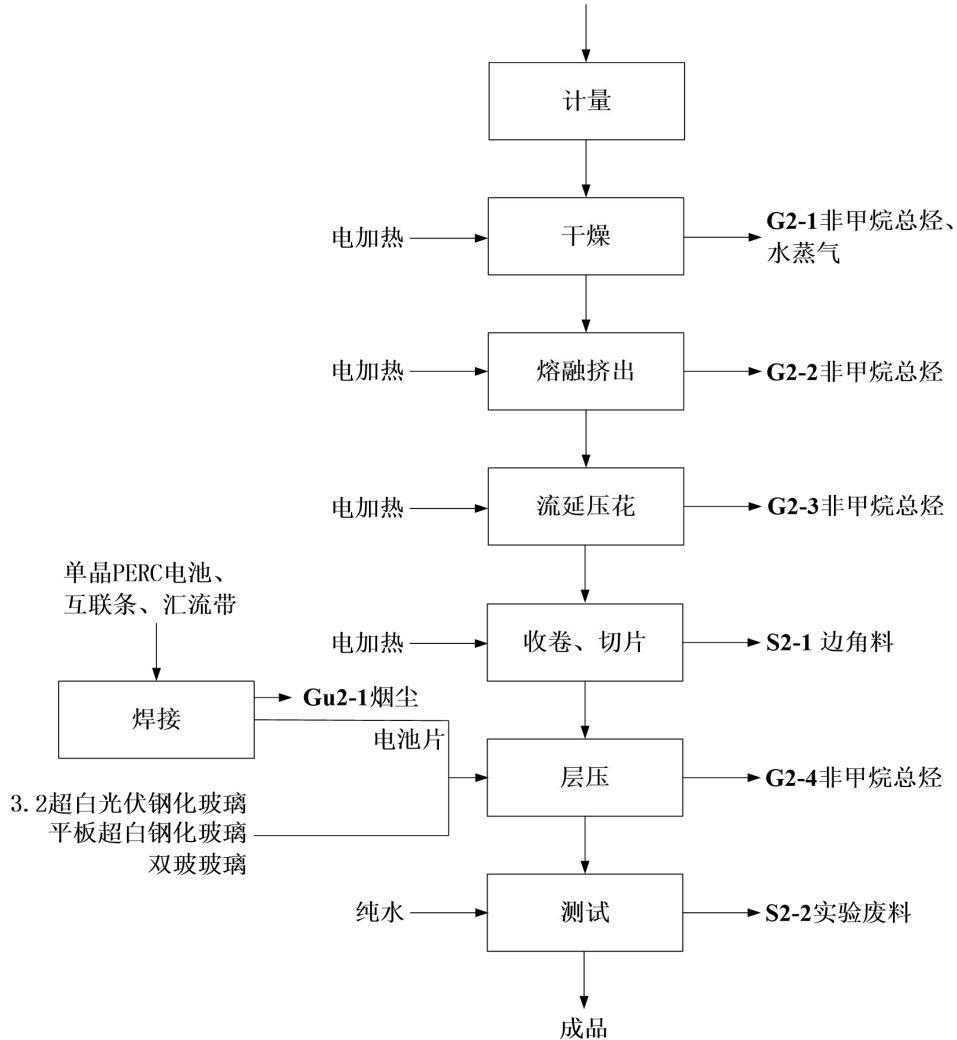 计量
电加热
干燥
G2-1非甲烷总烃、
水蒸气
电加热
熔融挤出
G2-2非甲烷总烃
电加热
流延压花
G2-3非甲烷总烃
单晶PERC电池、
互联条、汇流带
电加热
收卷、切片
S2-1 边角料
焊接
Gu2-1烟尘
电池片
层压
G2-4非甲烷总烃
3.2超白光伏钢化玻璃
平板超白钢化玻璃
双玻玻璃
纯水
测试
S2-2实验废料
成品